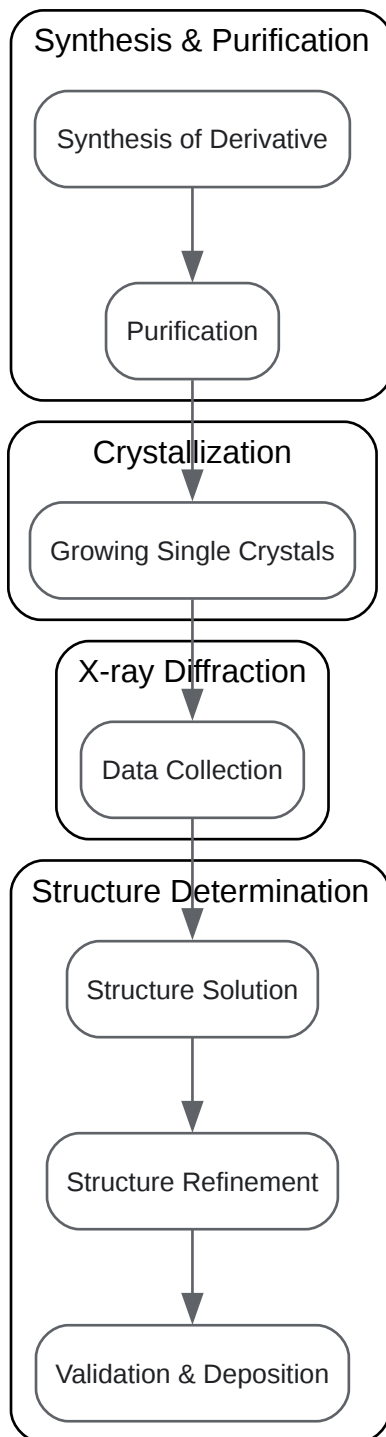 Synthesis & Purification
Synthesis of Derivative
Purification
Crystallization
Growing Single Crystals
X-ray Diffraction
Data Collection
Structure Determination
Structure Solution
Structure Refinement
Validation & Deposition